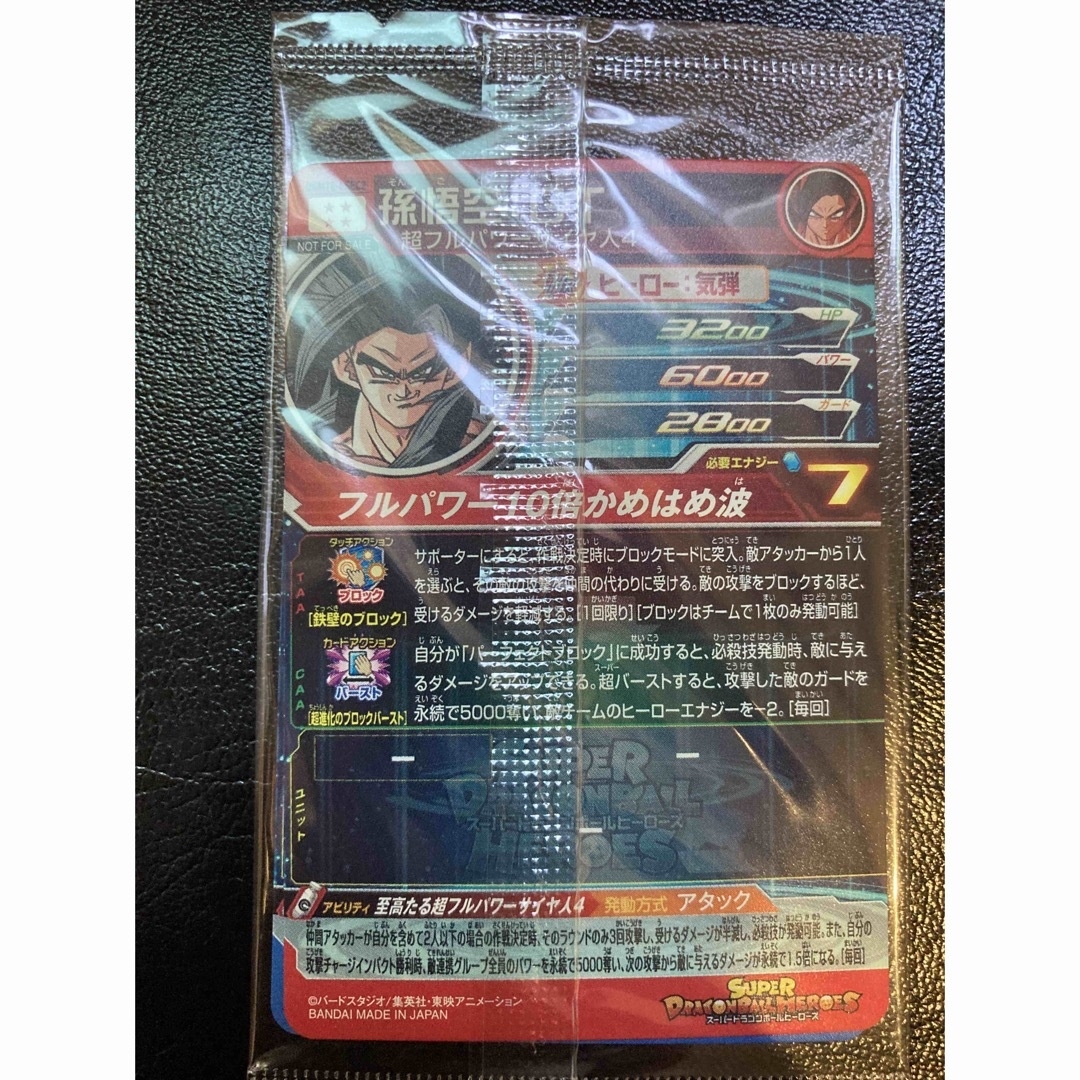 孫悟空
NOT FOR SALE
超フルパワーサイヤ人4
ヒーロー:気弾
3200 HP
6000 パワー
2800 ガード
必要エナジー 7
フルパワー10倍かめはめ波
TAA
タッチアクション
ブロック
[鉄壁のブロック]
サポーターにすると、作戦決定時にブロックモードに突入。敵アタッカーから1人
を選ぶと、その敵の攻撃を仲間の代わりに受ける。敵の攻撃をブロックするほど、
受けるダメージを軽減する。[1回限り][ブロックはチームで1枚のみ発動可能]
CAA
カードアクション
バースト
[超進化のブロックバースト]
自分が「パーフェクトブロック」に成功すると、必殺技発動時、敵に与え
るダメージをアップできる。超バーストすると、攻撃した敵のガードを
永続で5000奪い、敵チームのヒーローエナジーを−2。[毎回]
ユニット
ー
ー
ー
SUPER
DRAGONBALL
スーパードラゴンボールヒーローズ
HEROES
アビリティ 至高たる超フルパワーサイヤ人4 発動方式 アタック
仲間アタッカーが自分を含めて2人以下の場合の作戦決定時、そのラウンドのみ3回攻撃し、受けるダメージが半減し、必殺技が発動可能。また、自分の
攻撃チャージインパクト勝利時、敵連携グループ全員のパワーを永続で5000奪い、次の攻撃から敵に与えるダメージが永続で1.5倍になる。[毎回]
©バードスタジオ/集英社・東映アニメーション
BANDAI MADE IN JAPAN
SUPER
DRAGONBALL HEROES
スーパードラゴンボールヒーローズ